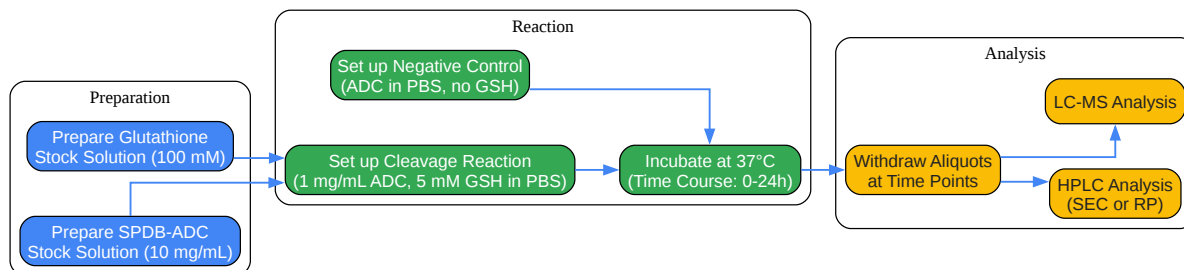 Preparation
Prepare Glutathione
Stock Solution (100 mM)
Prepare SPDB-ADC
Stock Solution (10 mg/mL)
Reaction
Set up Negative Control
(ADC in PBS, no GSH)
Set up Cleavage Reaction
(1 mg/mL ADC, 5 mM GSH in PBS)
Incubate at 37°C
(Time Course: 0-24h)
Analysis
Withdraw Aliquots
at Time Points
LC-MS Analysis
HPLC Analysis
(SEC or RP)